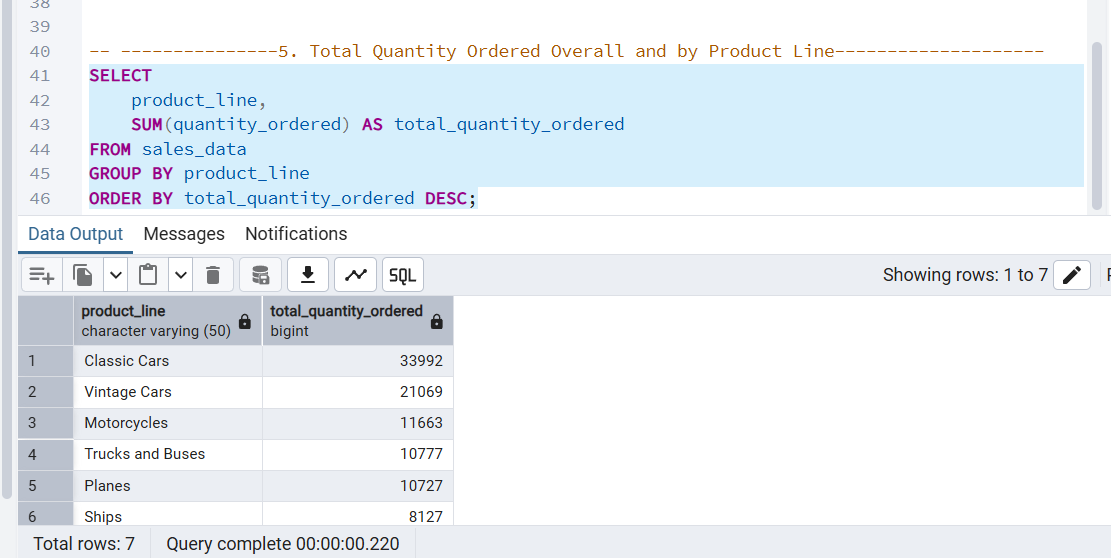 38
39
40 -- ---------------5. Total Quantity Ordered Overall and by Product Line--------------------
41 SELECT
42 product_line,
43 SUM(quantity_ordered) AS total_quantity_ordered
44 FROM sales_data
45 GROUP BY product_line
46 ORDER BY total_quantity_ordered DESC;
Data Output Messages Notifications
SQL Showing rows: 1 to 7
product_line total_quantity_ordered
character varying (50) bigint
1 Classic Cars 33992
2 Vintage Cars 21069
3 Motorcycles 11663
4 Trucks and Buses 10777
5 Planes 10727
6 Ships 8127
Total rows: 7 Query complete 00:00:00.220